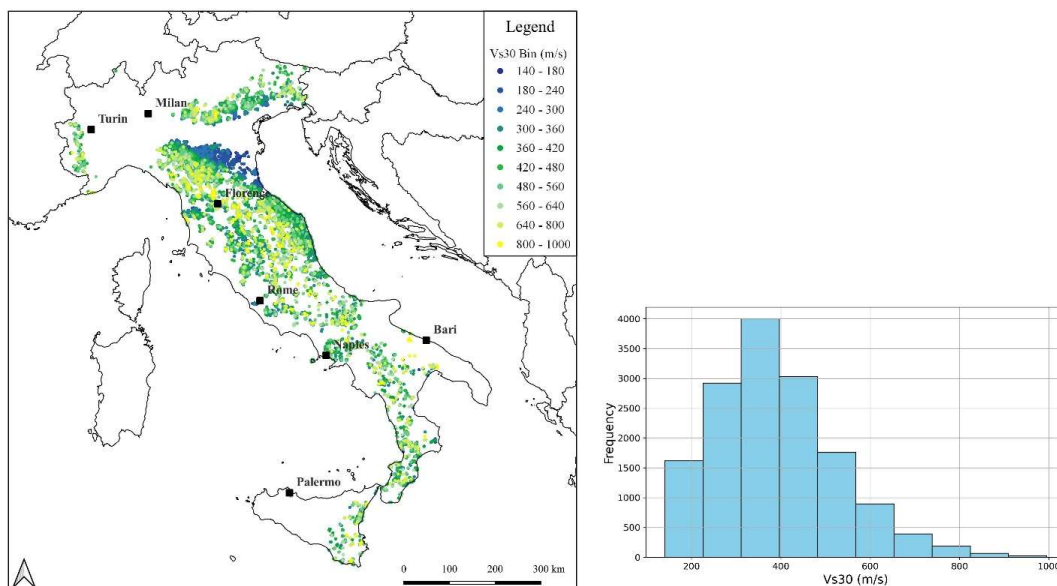 Legend
Vs30 Bin (m/s)
140 - 180
180 - 240
240 - 300
300 - 360
360 - 420
420 - 480
480 - 560
560 - 640
640 - 800
800 - 1000
Milan
Turin
Florence
Rome
Bari
Naples
Palermo
0 100 200 300 km
Frequency
4000
3500
3000
2500
2000
1500
1000
500
0
200 400 600 800 1000
Vs30 (m/s)